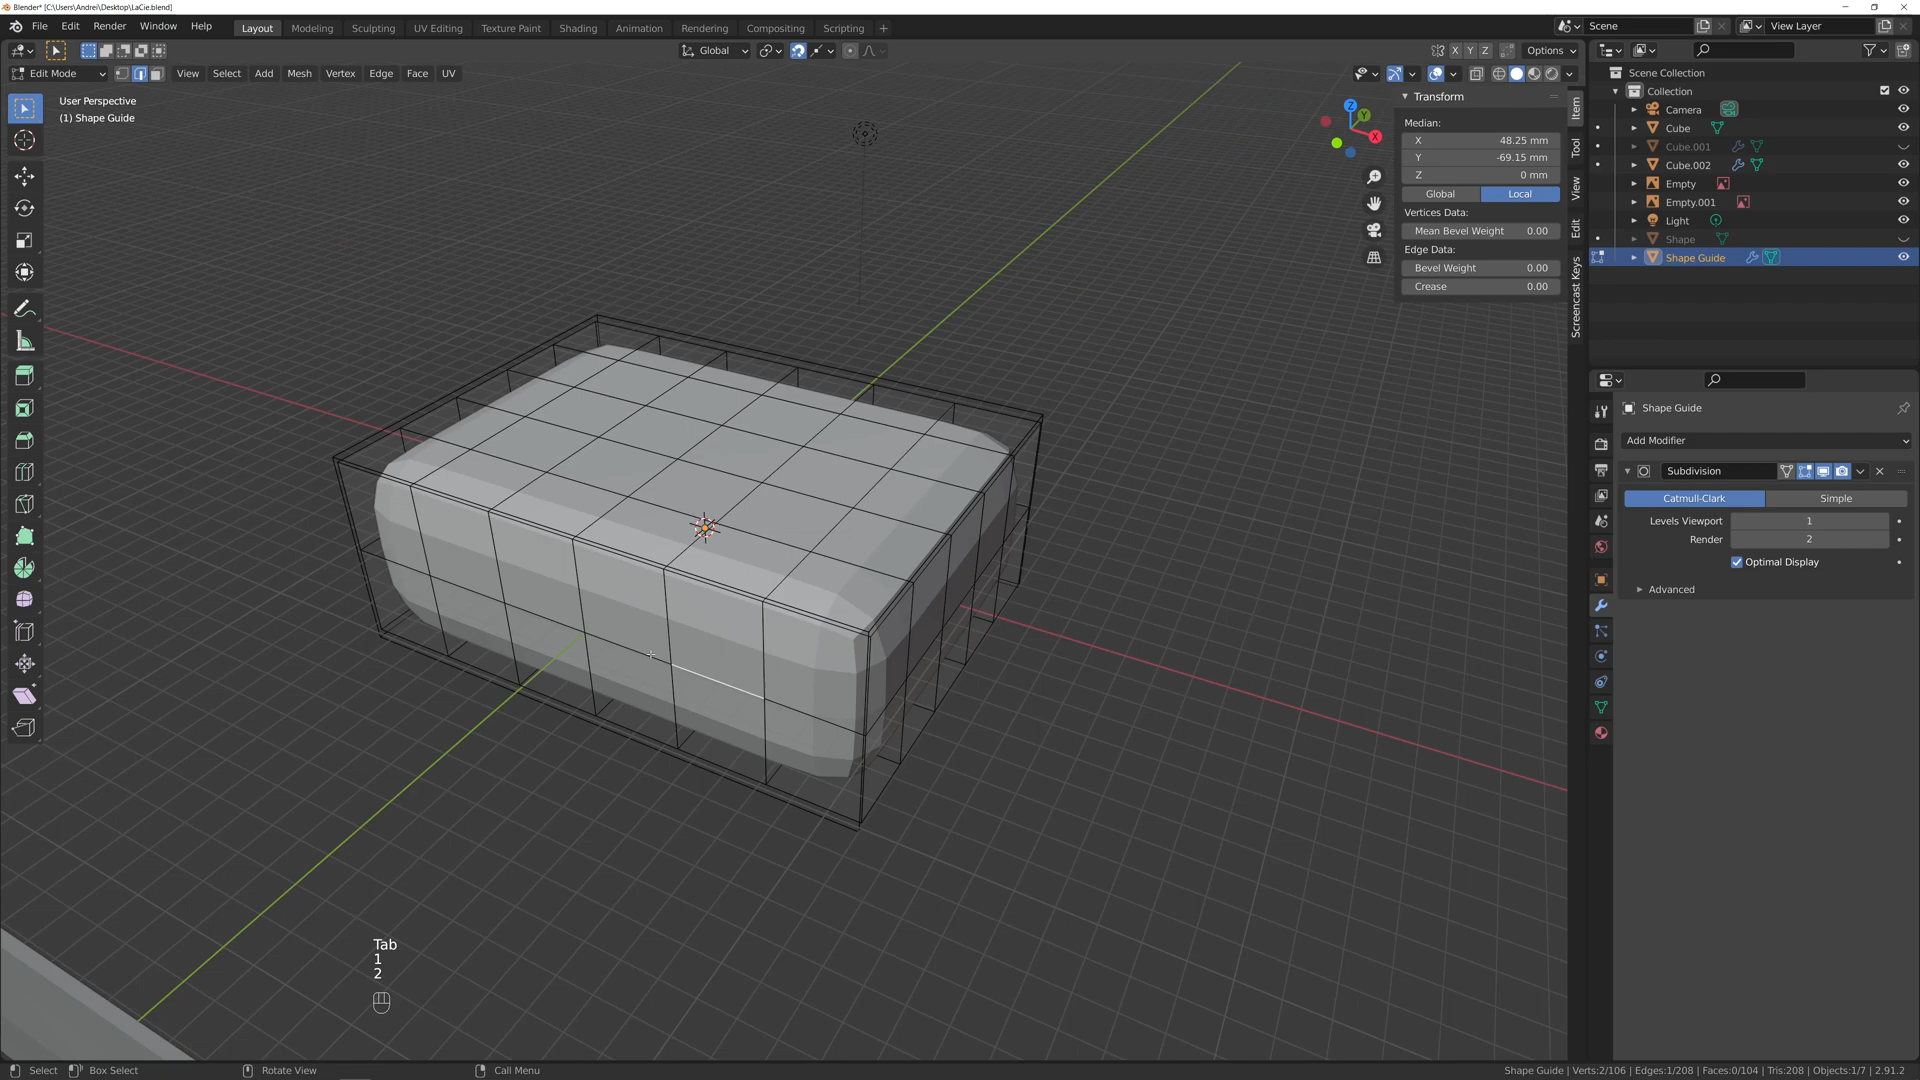 Blender* [C:\Users\Andrei\Desktop\LaCie.blend]
File Edit Render Window Help
Layout Modeling Sculpting UV Editing Texture Paint Shading Animation Rendering Compositing Scripting +
Scene
View Layer
Global
X Y Z
Options
Edit Mode
View Select Add Mesh Vertex Edge Face UV
User Perspective
(1) Shape Guide
Z
Y
X
Transform
Median:
X 48.25 mm
Y -69.15 mm
Z 0 mm
Global Local
Vertices Data:
Mean Bevel Weight 0.00
Edge Data:
Bevel Weight 0.00
Crease 0.00
Item
Tool
View
Edit
Screencast Keys
Scene Collection
Collection
Camera
Cube
Cube.001
Cube.002
Empty
Empty.001
Light
Shape
Shape Guide
Shape Guide
Add Modifier
Subdivision
Catmull-Clark Simple
Levels Viewport 1
Render 2
Optimal Display
Advanced
Tab
1
2
Select Box Select Rotate View Call Menu
Shape Guide | Verts:2/106 | Edges:1/208 | Faces:0/104 | Tris:208 | Objects:1/7 | 2.91.2